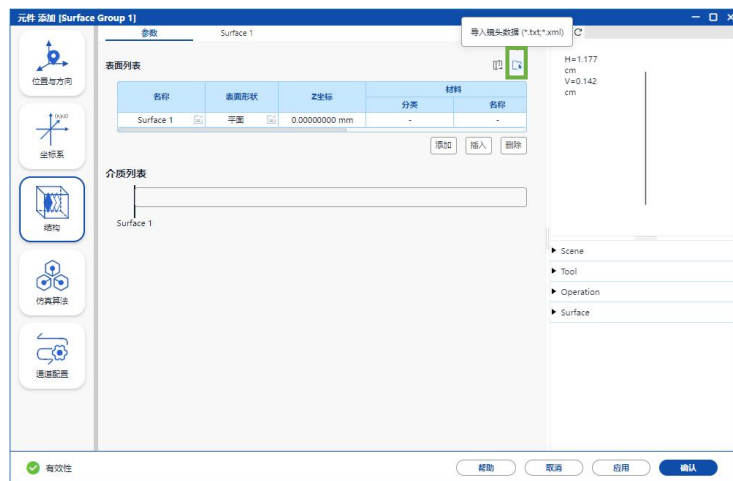 元件 添加 [Surface Group 1]
参数
Surface 1
导入镜头数据 (*.txt;*.xml)
位置与方向
表面列表
H=1.177
cm
V=0.142
cm
名称
表面形状
Z坐标
材料
分类
名称
Surface 1
平面
0.00000000 mm
-
-
添加
插入
删除
坐标系
介质列表
Surface 1
结构
Scene
Tool
Operation
Surface
仿真算法
通道配置
有效性
帮助
取消
应用
确认